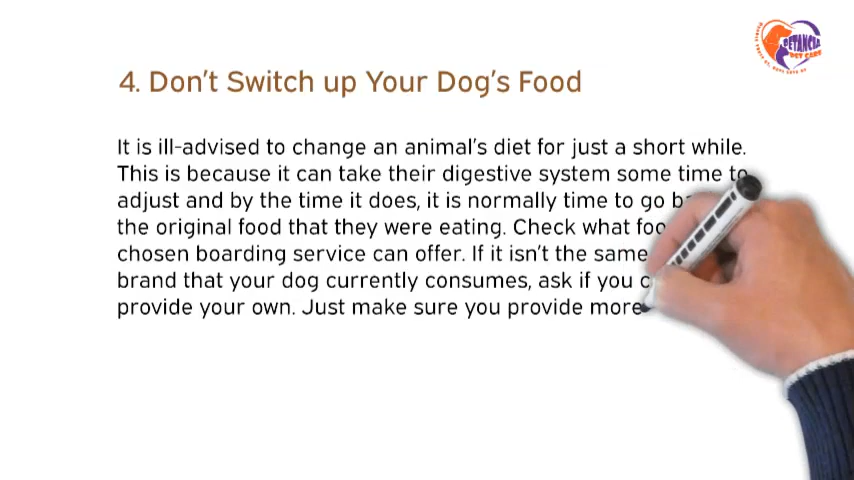 4. Don't Switch up Your Dog's Food
It is ill-advised to change an animal's diet for just a short while.
This is because it can take their digestive system some time to
adjust and by the time it does, it is normally time to go
the original food that they were eating. Check what
chosen boarding service can offer. If it isn't the same
brand that your dog currently consumes, ask if you
provide your own. Just make sure you provide more
PETANCIA
PET CARE